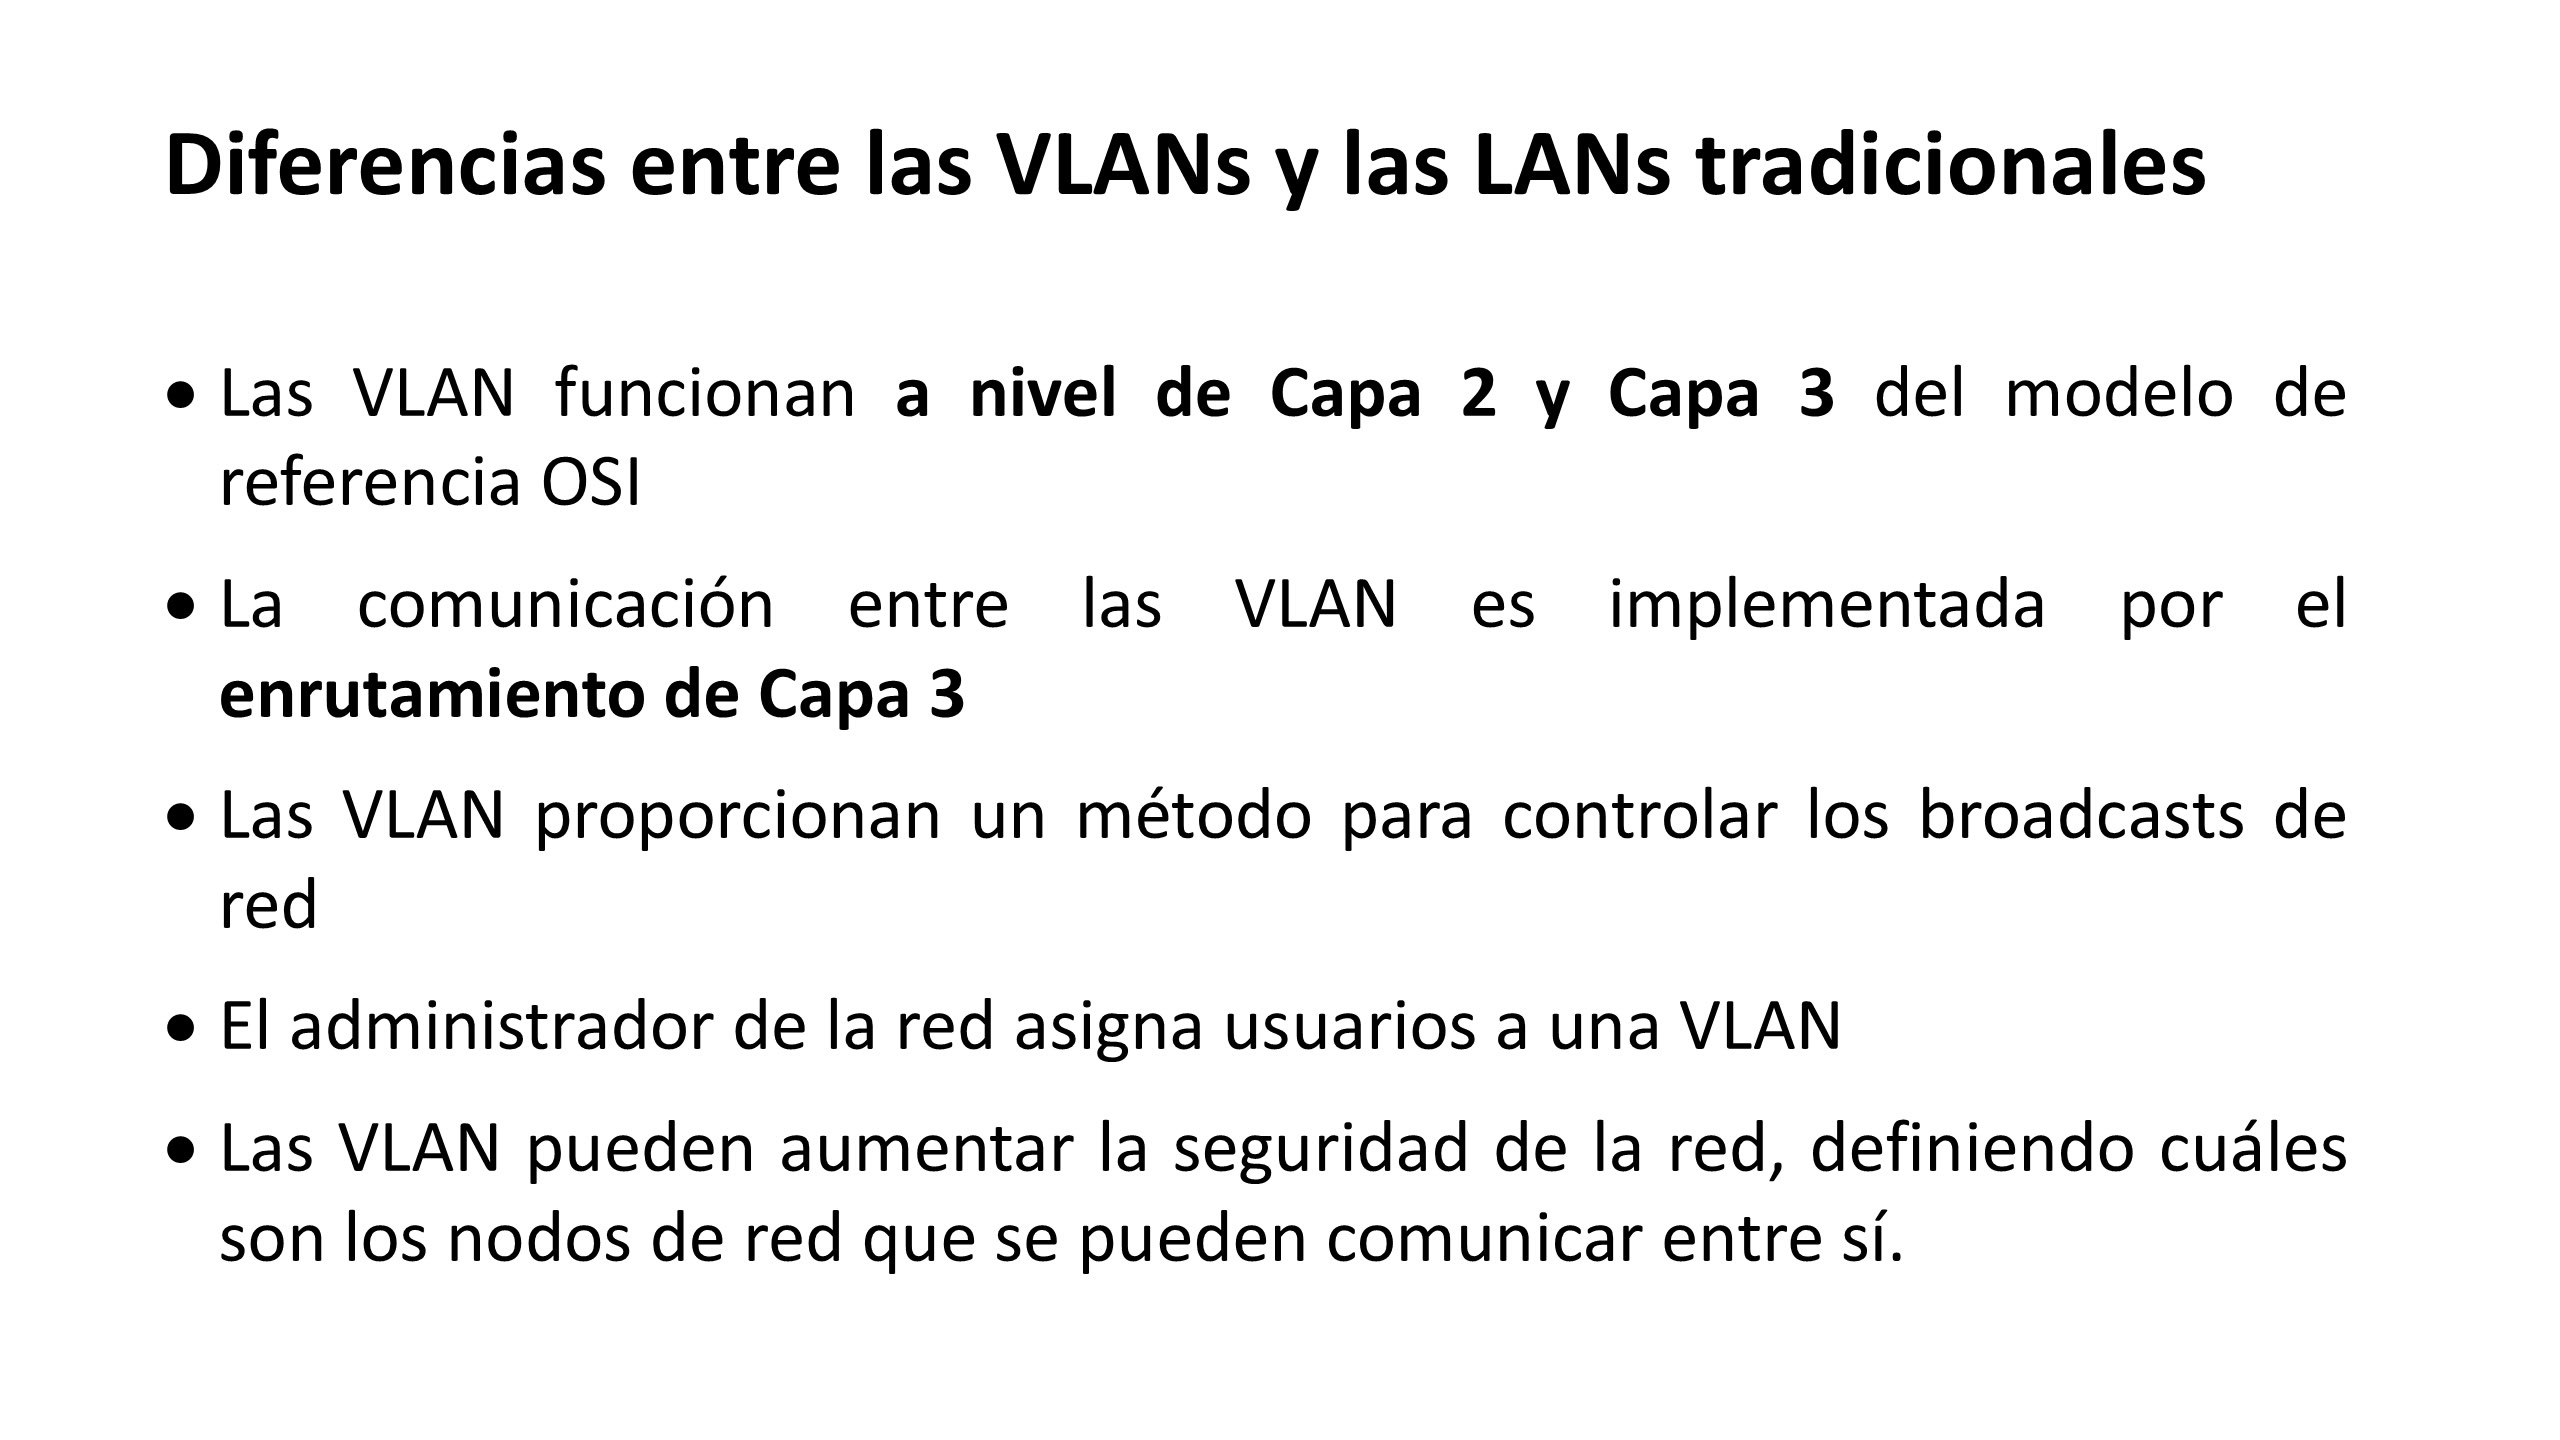 Diferencias entre las VLANs y las LANs tradicionales
• Las VLAN funcionan a nivel de Capa 2 y Capa 3 del modelo de
referencia OSI
• La comunicación entre las VLAN es implementada por el
enrutamiento de Capa 3
• Las VLAN proporcionan un método para controlar los broadcasts de
red
• El administrador de la red asigna usuarios a una VLAN
• Las VLAN pueden aumentar la seguridad de la red, definiendo cuáles
son los nodos de red que se pueden comunicar entre sí.